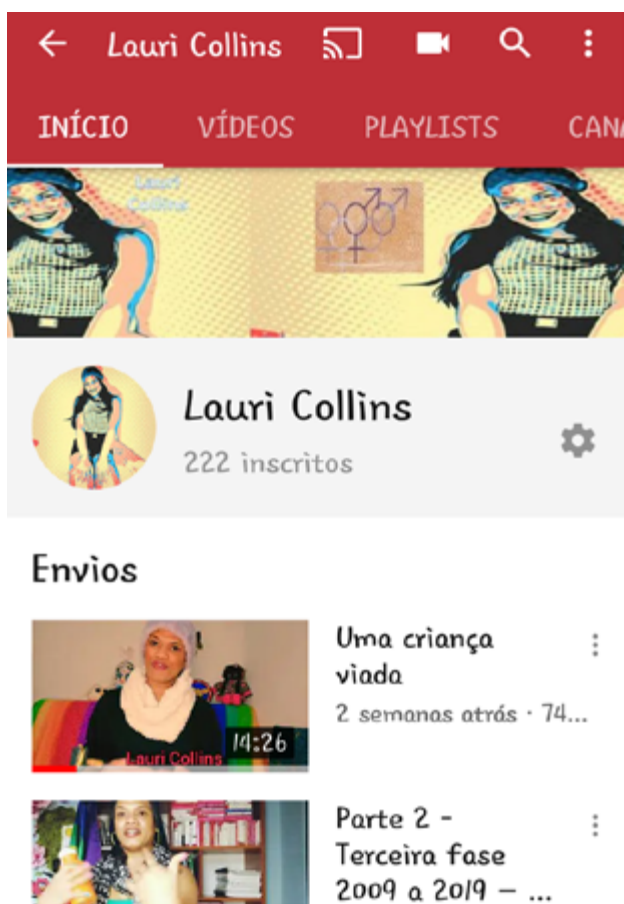 Lauri Collins
INÍCIO VÍDEOS PLAYLISTS CANA
Lauri
Collins
Lauri Collins
222 inscritos
Envios
Uma criança
viada
2 semanas atrás · 74...
14:26
Lauri Collins
Parte 2 -
Terceira fase
2009 a 2019 – ...